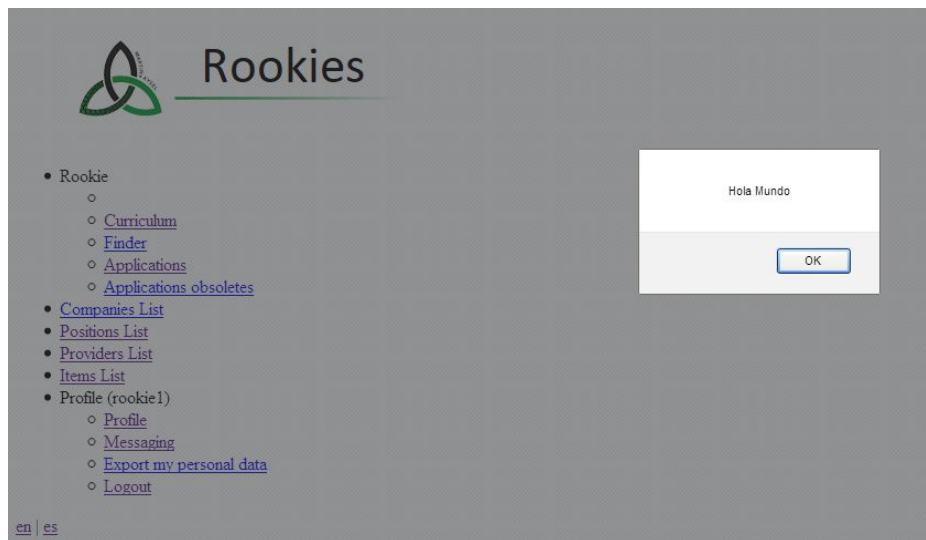 Rookies
Rookie
Curriculum
Finder
Applications
Applications obsoletes
Companies List
Positions List
Providers List
Items List
Profile (rookie1)
Profile
Messaging
Export my personal data
Logout
en | es
Hola Mundo
OK